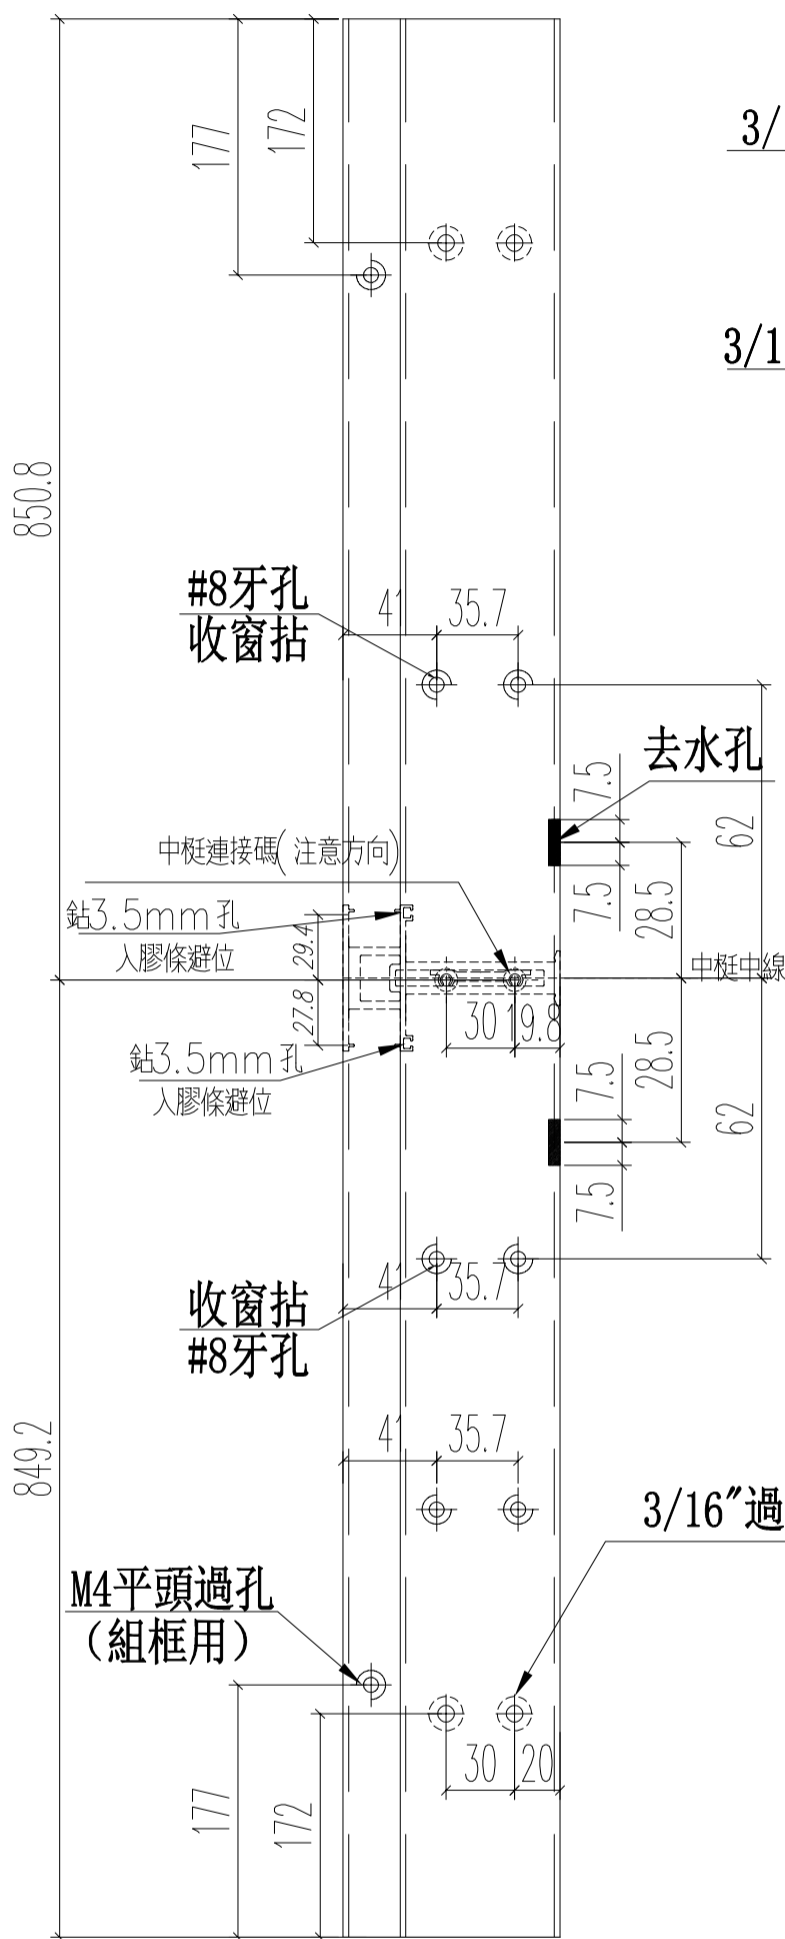 177
172
3/
3/1
850.8
#8牙孔
收窗拈
41
35.7
去水孔
7.5
62
7.5
28.5
中梃連接碼(注意方向)
鉆3.5mm孔
入膠條避位
29.4
中梃中線
27.8
30
19.8
鉆3.5mm孔
入膠條避位
7.5
28.5
62
7.5
收窗拈
#8牙孔
41
35.7
849.2
41
35.7
3/16"過
M4平頭過孔
(組框用)
30
20
177
172